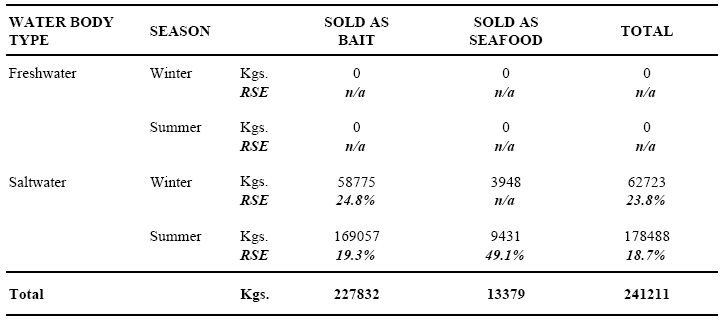 WATER BODY TYPE SEASON SOLD AS BAIT SOLD AS SEAFOOD TOTAL
Freshwater Winter Kgs. 0 0 0
RSE n/a n/a n/a
Summer Kgs. 0 0 0
RSE n/a n/a n/a
Saltwater Winter Kgs. 58775 3948 62723
RSE 24.8% n/a 23.8%
Summer Kgs. 169057 9431 178488
RSE 19.3% 49.1% 18.7%
Total Kgs. 227832 13379 241211